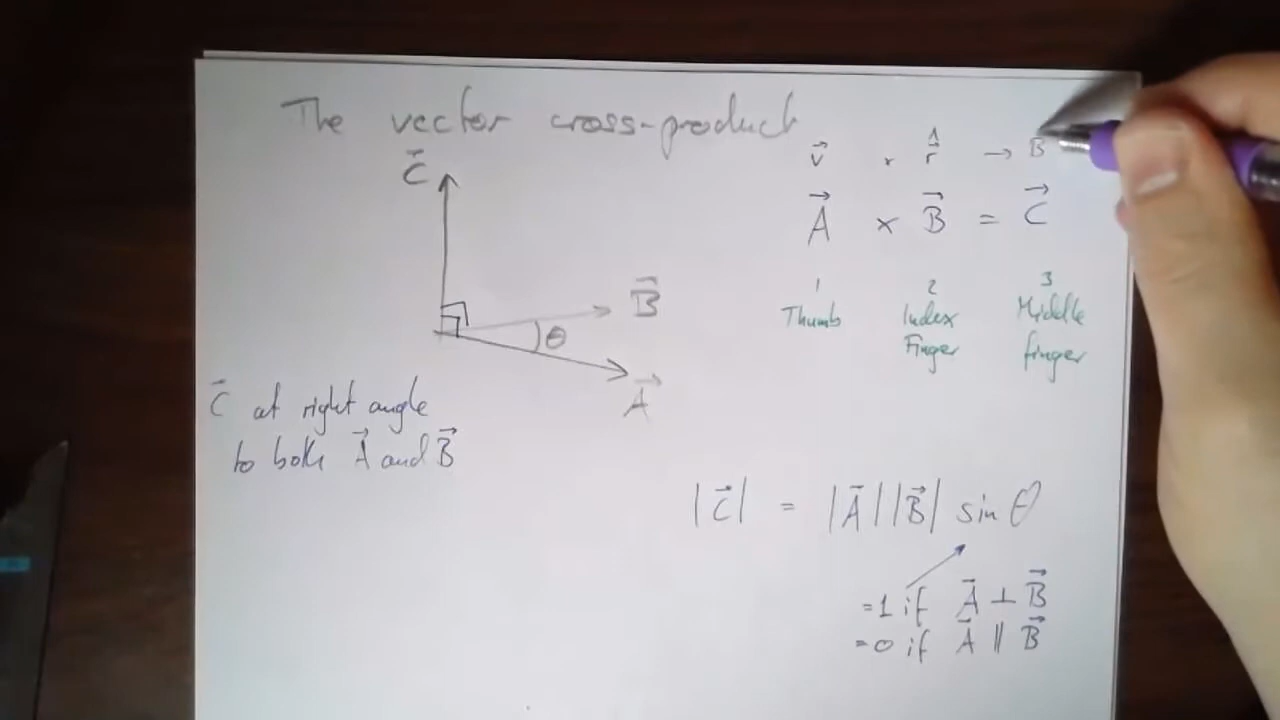 The vector cross-product
v⃗ × r̂ → B
A⃗ × B⃗ = C⃗
1 2 3
Thumb Index Finger Middle finger
C⃗
B⃗
θ
A⃗
C⃗ at right angle
to both A⃗ and B⃗
|C⃗| = |A⃗||B⃗| sin θ
=1 if A⃗ ⊥ B⃗
=0 if A⃗ ∥ B⃗